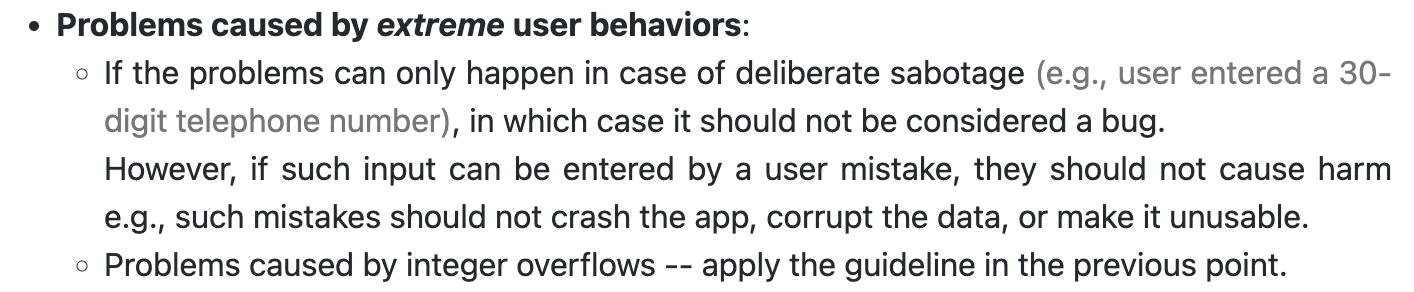 • Problems caused by extreme user behaviors:
○ If the problems can only happen in case of deliberate sabotage (e.g., user entered a 30-
digit telephone number), in which case it should not be considered a bug.
However, if such input can be entered by a user mistake, they should not cause harm
e.g., such mistakes should not crash the app, corrupt the data, or make it unusable.
○ Problems caused by integer overflows -- apply the guideline in the previous point.